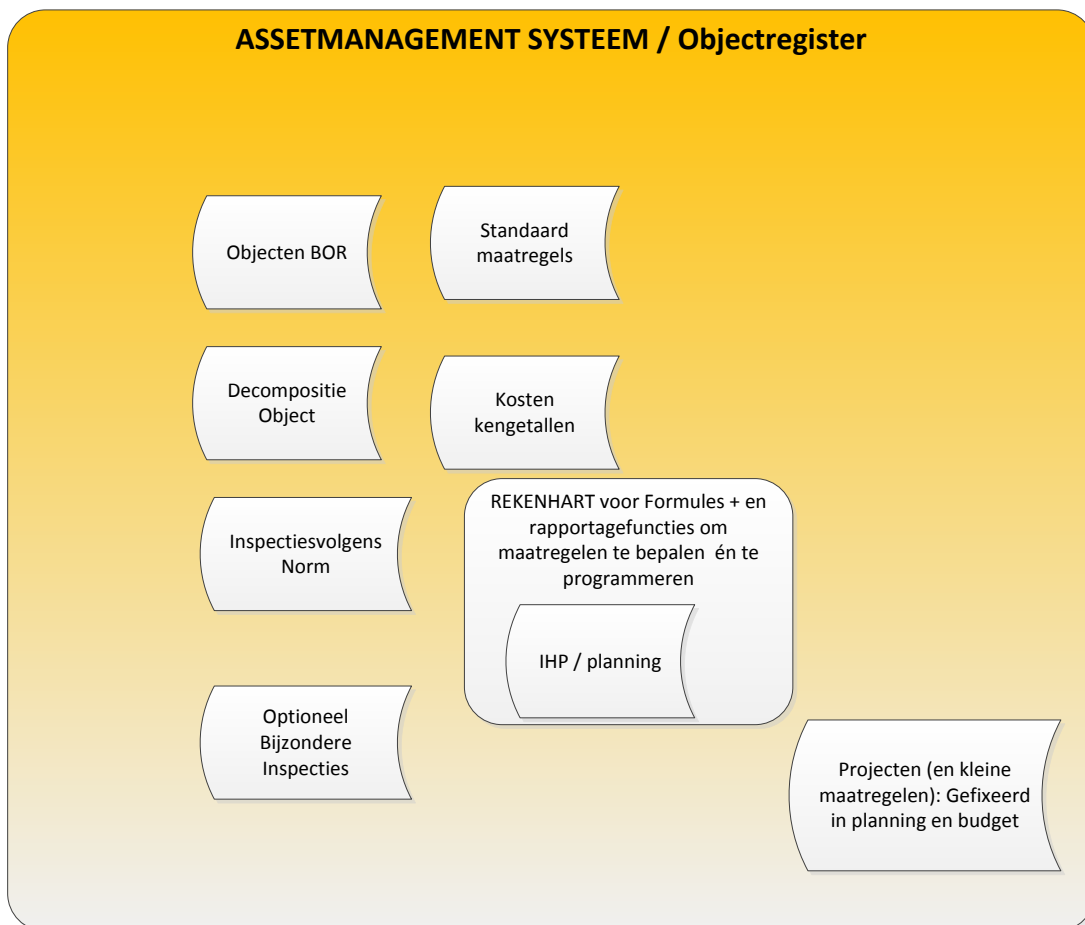 ASSETMANAGEMENT SYSTEEM / Objectregister
Objecten BOR
Standaard
maatregels
Decompositie
Object
Kosten
kengetallen
Inspectiesvolgens
Norm
REKENHART voor Formules + en
rapportagefuncties om
maatregelen te bepalen  én te
programmeren
IHP / planning
Optioneel
Bijzondere
Inspecties
Projecten (en kleine
maatregelen): Gefixeerd
in planning en budget